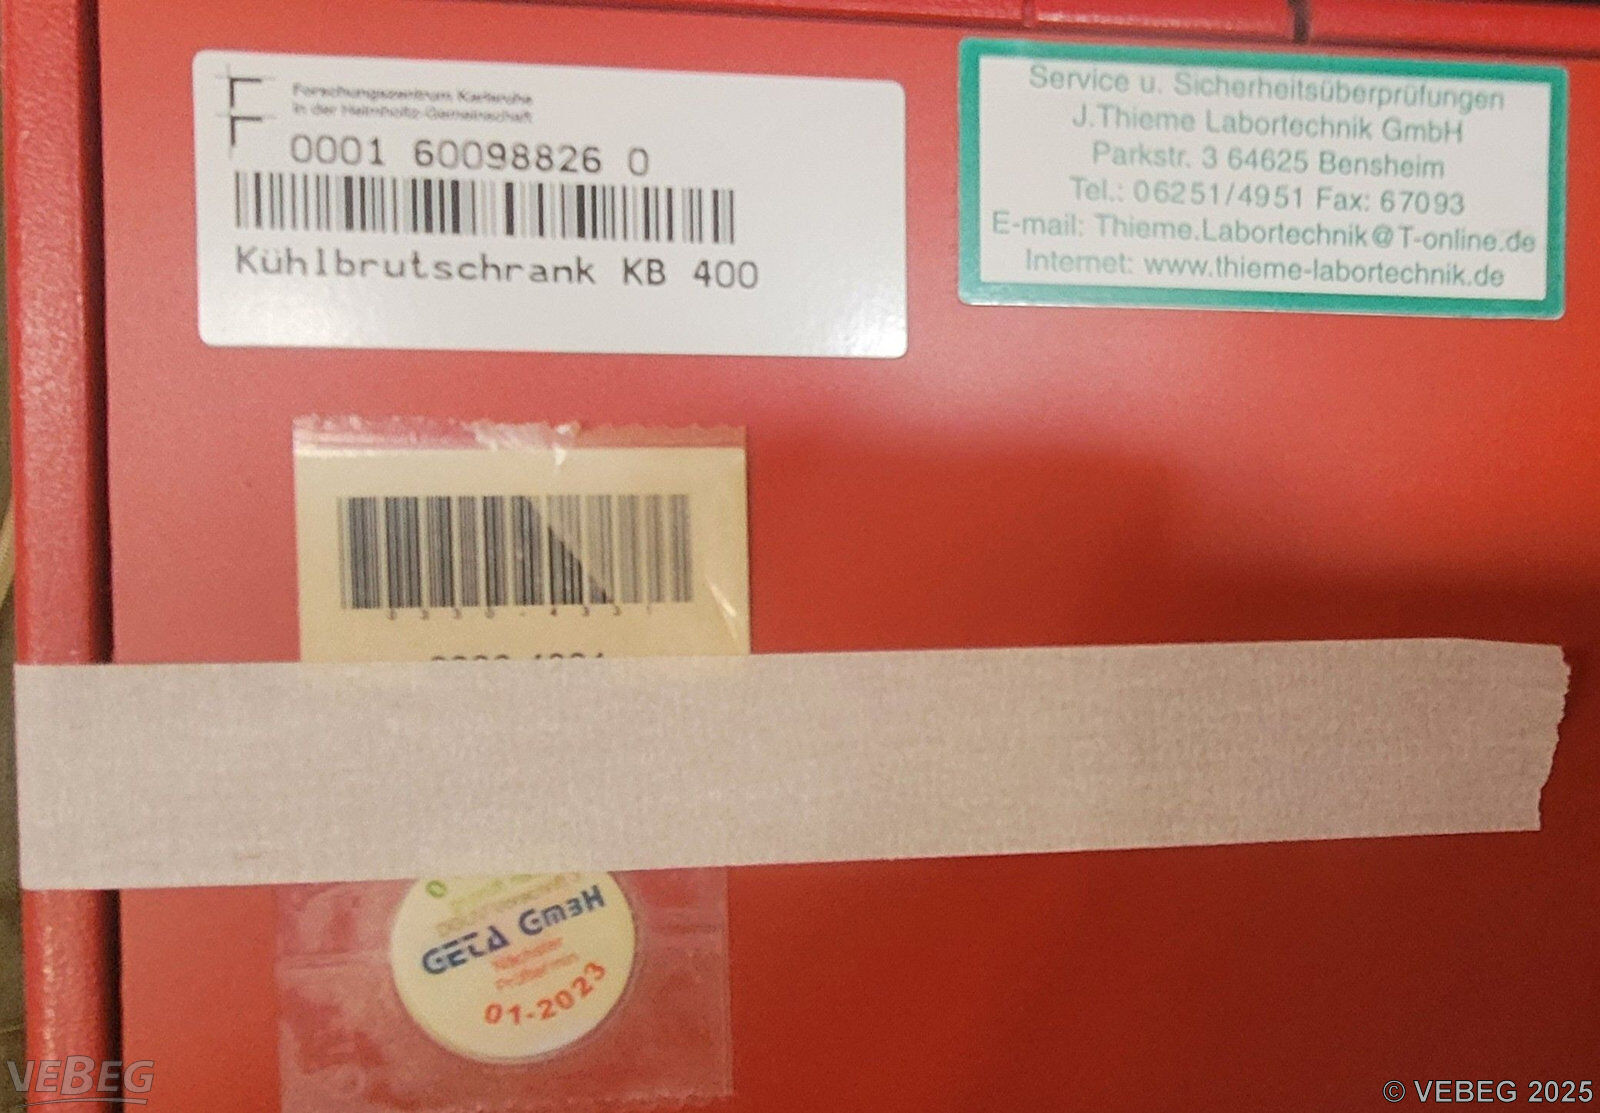 Forschungszentrum Karlsruhe
in der Helmholtz-Gemeinschaft
0001 60098826 0
Kühlbrutschrank KB 400
Service u. Sicherheitsüberprüfungen
J.Thieme Labortechnik GmbH
Parkstr. 3 64625 Bensheim
Tel.: 06251/4951 Fax: 67093
E-mail: Thieme.Labortechnik@T-online.de
Internet: www.thieme-labortechnik.de
GETA GmbH
Nächster
Prüftermin
01-2023
VEBEG
© VEBEG 2025